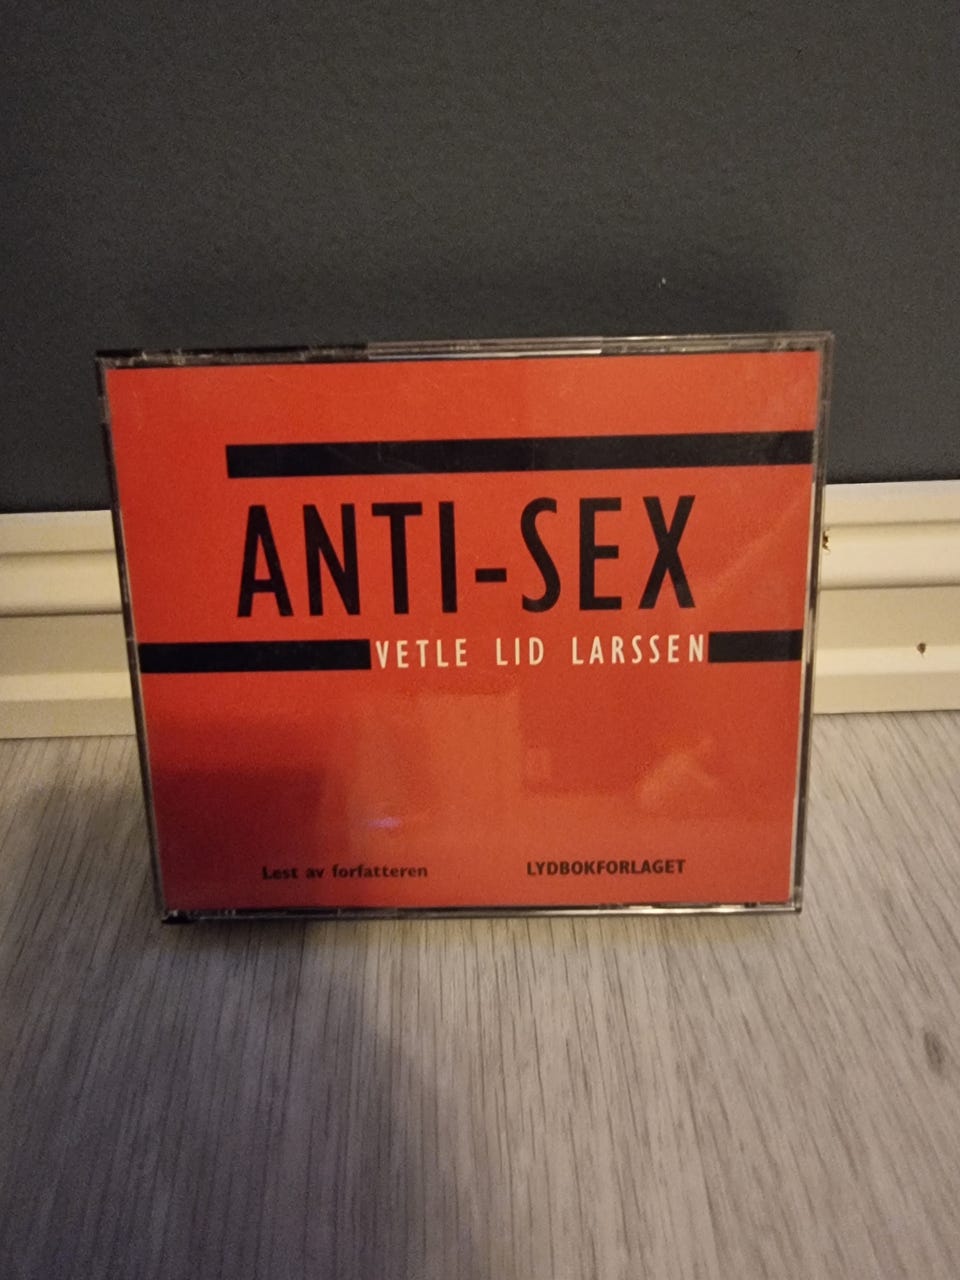 ANTI-SEX
VETLE LID LARSSEN
Lest av forfatteren
LYDBOKFORLAGET